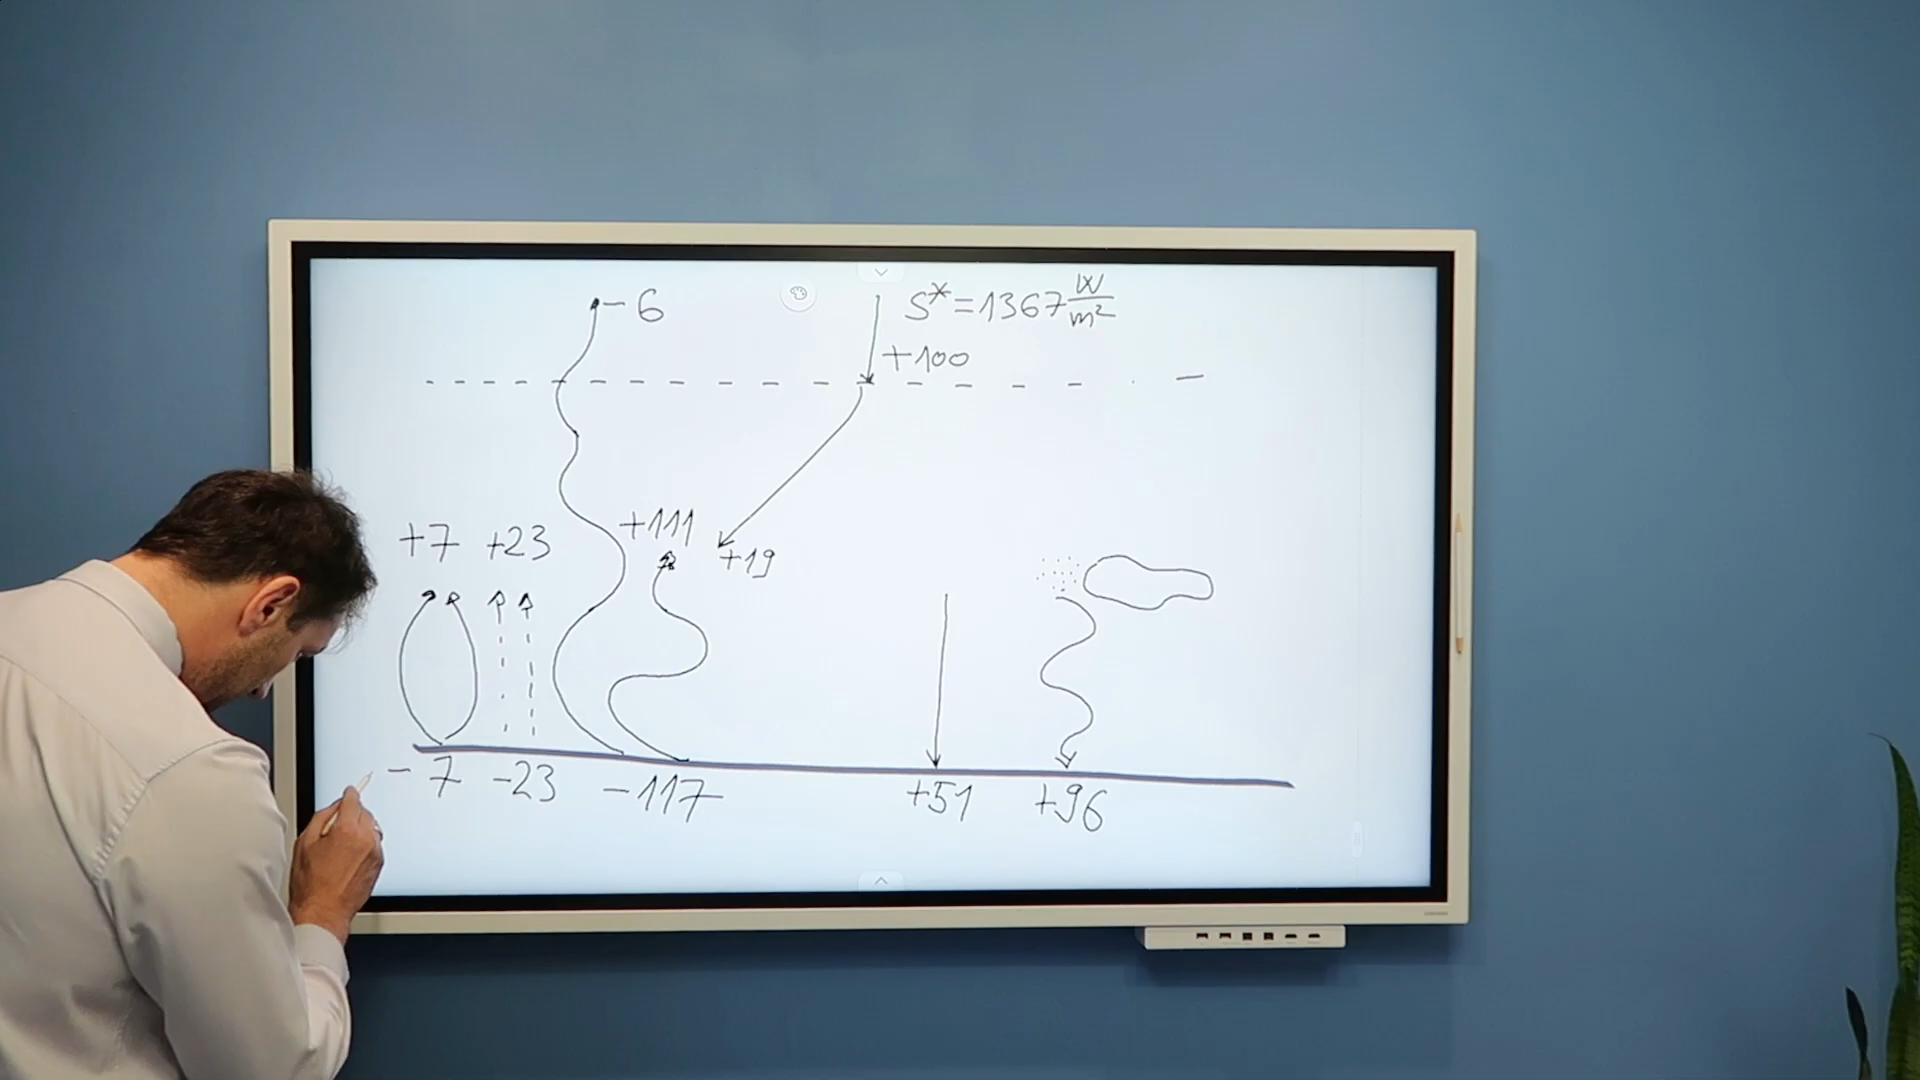 -6
S* = 1367 W/m²
+100
+7 +23 +111
+19
-7 -23 -117 +51 +96